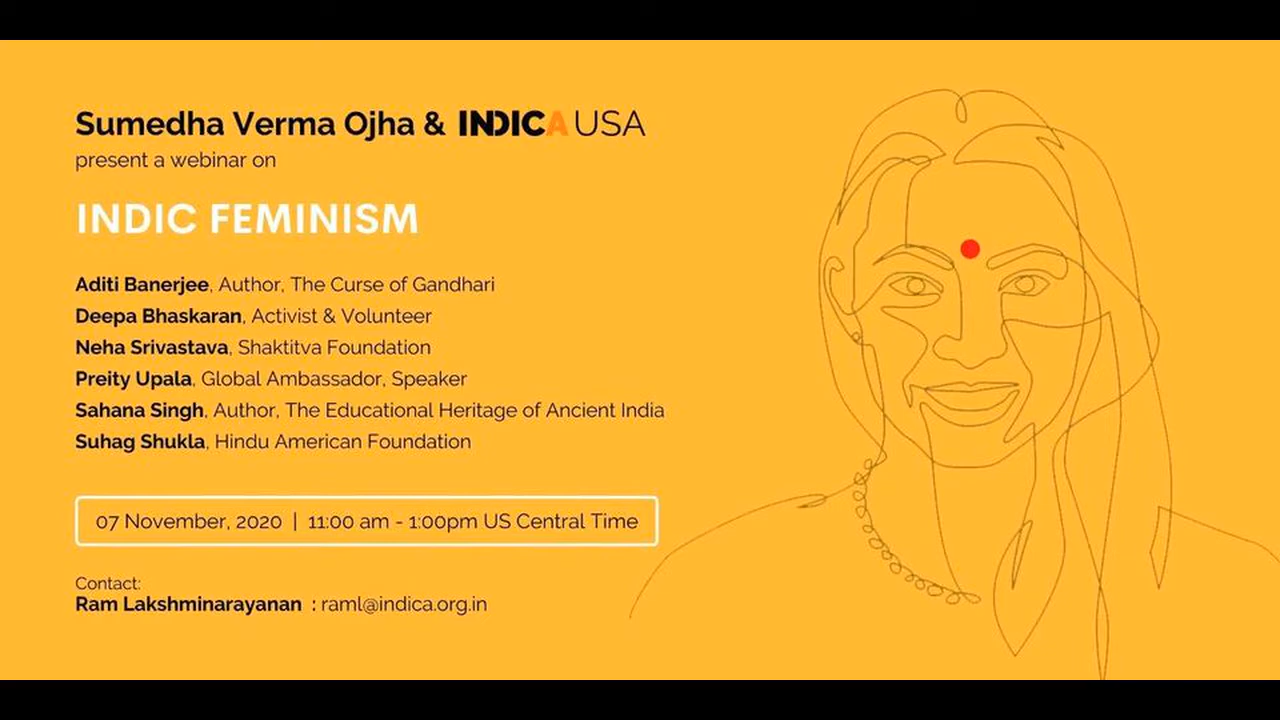 Sumedha Verma Ojha & INDICA USA
present a webinar on
INDIC FEMINISM
Aditi Banerjee, Author, The Curse of Gandhari
Deepa Bhaskaran, Activist & Volunteer
Neha Srivastava, Shaktitva Foundation
Preity Upala, Global Ambassador, Speaker
Sahana Singh, Author, The Educational Heritage of Ancient India
Suhag Shukla, Hindu American Foundation
07 November, 2020 | 11:00 am - 1:00pm US Central Time
Contact:
Ram Lakshminarayanan : raml@indica.org.in